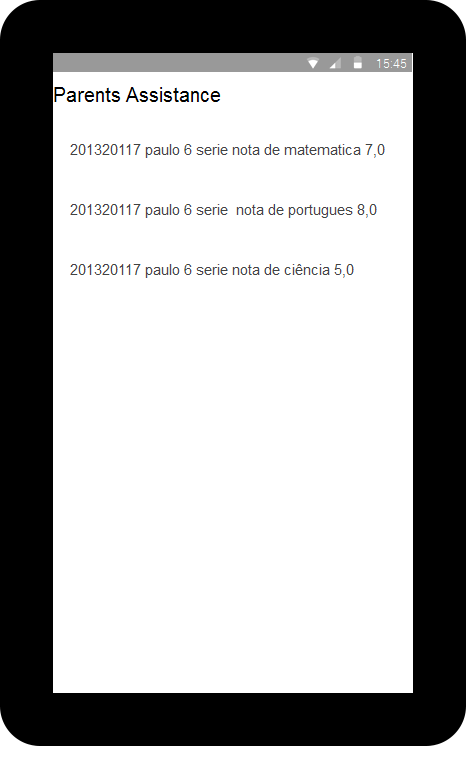 15:45
Parents Assistance
201320117 paulo 6 serie nota de matematica 7,0
201320117 paulo 6 serie  nota de portugues 8,0
201320117 paulo 6 serie nota de ciência 5,0